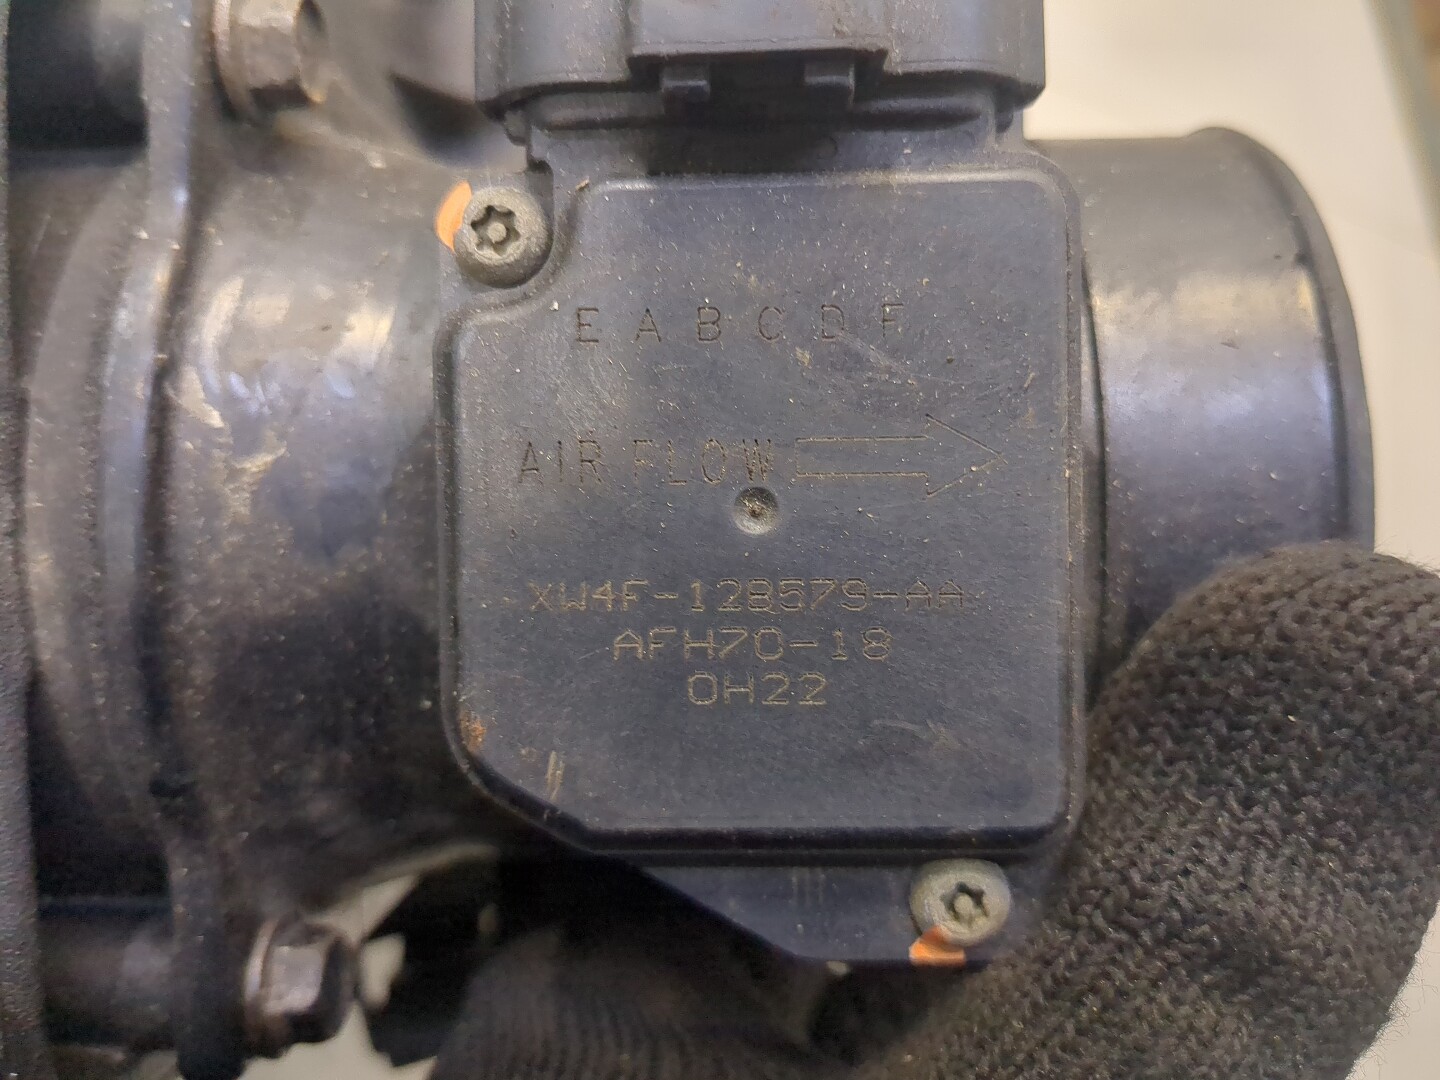 E A B C D F
AIR FLOW
XW4F-12B579-AA
AFH70-18
0H22